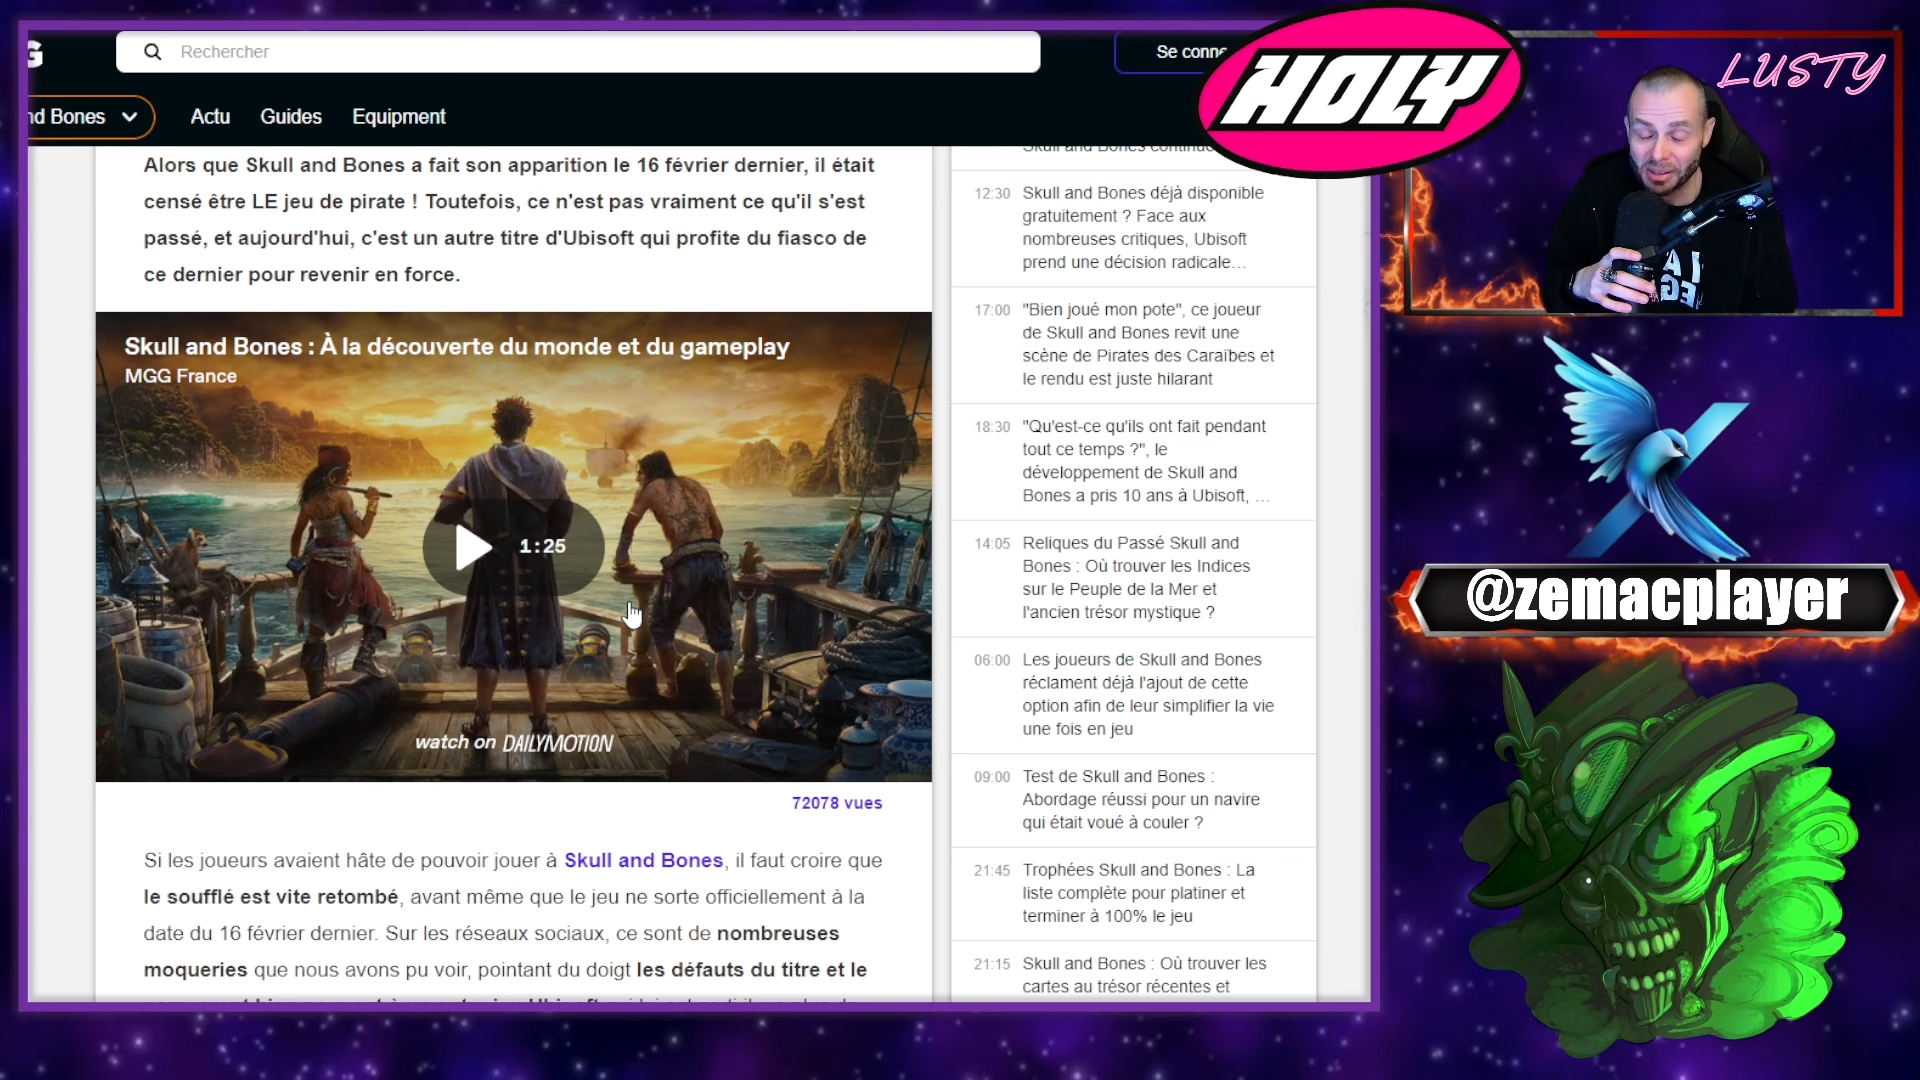 G
Rechercher
Se conne
nd Bones
Actu
Guides
Equipment
Alors que Skull and Bones a fait son apparition le 16 février dernier, il était
censé être LE jeu de pirate ! Toutefois, ce n'est pas vraiment ce qu'il s'est
passé, et aujourd'hui, c'est un autre titre d'Ubisoft qui profite du fiasco de
ce dernier pour revenir en force.
Skull and Bones : À la découverte du monde et du gameplay
MGG France
1:25
watch on DAILYMOTION
72078 vues
Si les joueurs avaient hâte de pouvoir jouer à Skull and Bones, il faut croire que
le soufflé est vite retombé, avant même que le jeu ne sorte officiellement à la
date du 16 février dernier. Sur les réseaux sociaux, ce sont de nombreuses
moqueries que nous avons pu voir, pointant du doigt les défauts du titre et le
Skull and Bones continu
12:30 Skull and Bones déjà disponible
gratuitement ? Face aux
nombreuses critiques, Ubisoft
prend une décision radicale…
17:00 "Bien joué mon pote", ce joueur
de Skull and Bones revit une
scène de Pirates des Caraïbes et
le rendu est juste hilarant
18:30 "Qu'est-ce qu'ils ont fait pendant
tout ce temps ?", le
développement de Skull and
Bones a pris 10 ans à Ubisoft, …
14:05 Reliques du Passé Skull and
Bones : Où trouver les Indices
sur le Peuple de la Mer et
l'ancien trésor mystique ?
06:00 Les joueurs de Skull and Bones
réclament déjà l'ajout de cette
option afin de leur simplifier la vie
une fois en jeu
09:00 Test de Skull and Bones :
Abordage réussi pour un navire
qui était voué à couler ?
21:45 Trophées Skull and Bones : La
liste complète pour platiner et
terminer à 100% le jeu
21:15 Skull and Bones : Où trouver les
cartes au trésor récentes et
HOLY
LUSTY
@zemacplayer